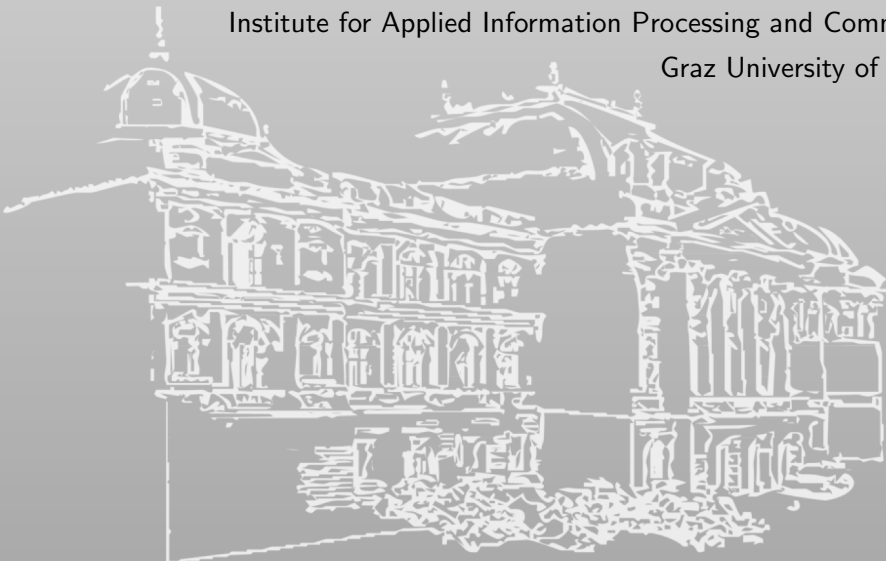 Institute for Applied Information Processing and Comm
Graz University of